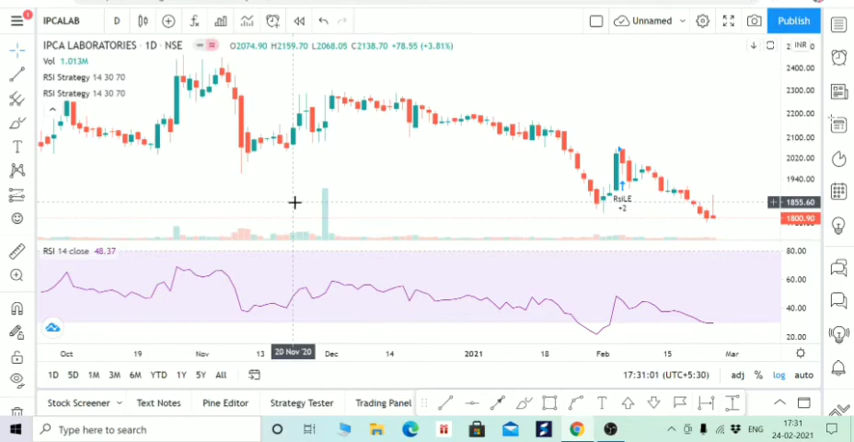 IPCALAB D Unnamed Publish
IPCA LABORATORIES · 1D · NSE O2074.90 H2159.70 L2068.05 C2138.70 +78.55 (+3.81%) INR
Vol 1.013M
RSI Strategy 14 30 70
RSI Strategy 14 30 70
2400.00
2300.00
2200.00
2100.00
2020.00
1940.00
RsiLE
+2
1855.60
1800.90
RSI 14 close 48.37
80.00
60.00
40.00
20.00
Oct 19 Nov 13 20 Nov '20 Dec 14 2021 18 Feb 15 Mar
1D 5D 1M 3M 6M YTD 1Y 5Y All 17:31:01 (UTC+5:30) adj % log auto
Stock Screener Text Notes Pine Editor Strategy Tester Trading Panel
Type here to search ENG 17:31
24-02-2021